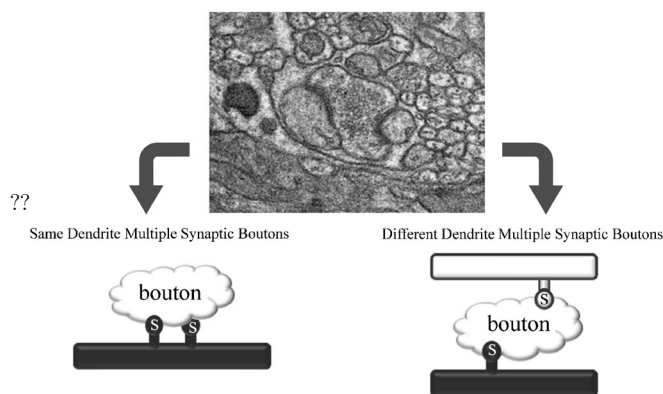 ??
Same Dendrite Multiple Synaptic Boutons
Different Dendrite Multiple Synaptic Boutons
bouton
S
S
S
bouton
S